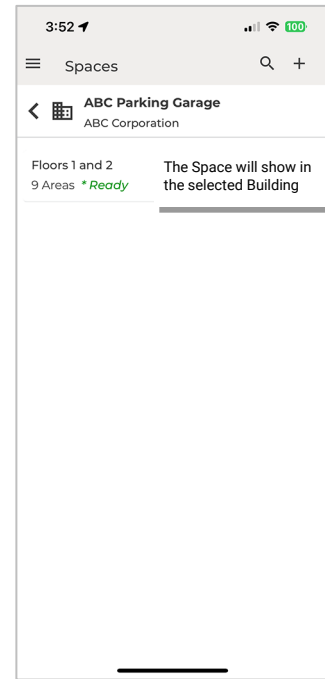 3:52
100
Spaces
ABC Parking Garage
ABC Corporation
Floors 1 and 2
9 Areas * Ready
The Space will show in
the selected Building